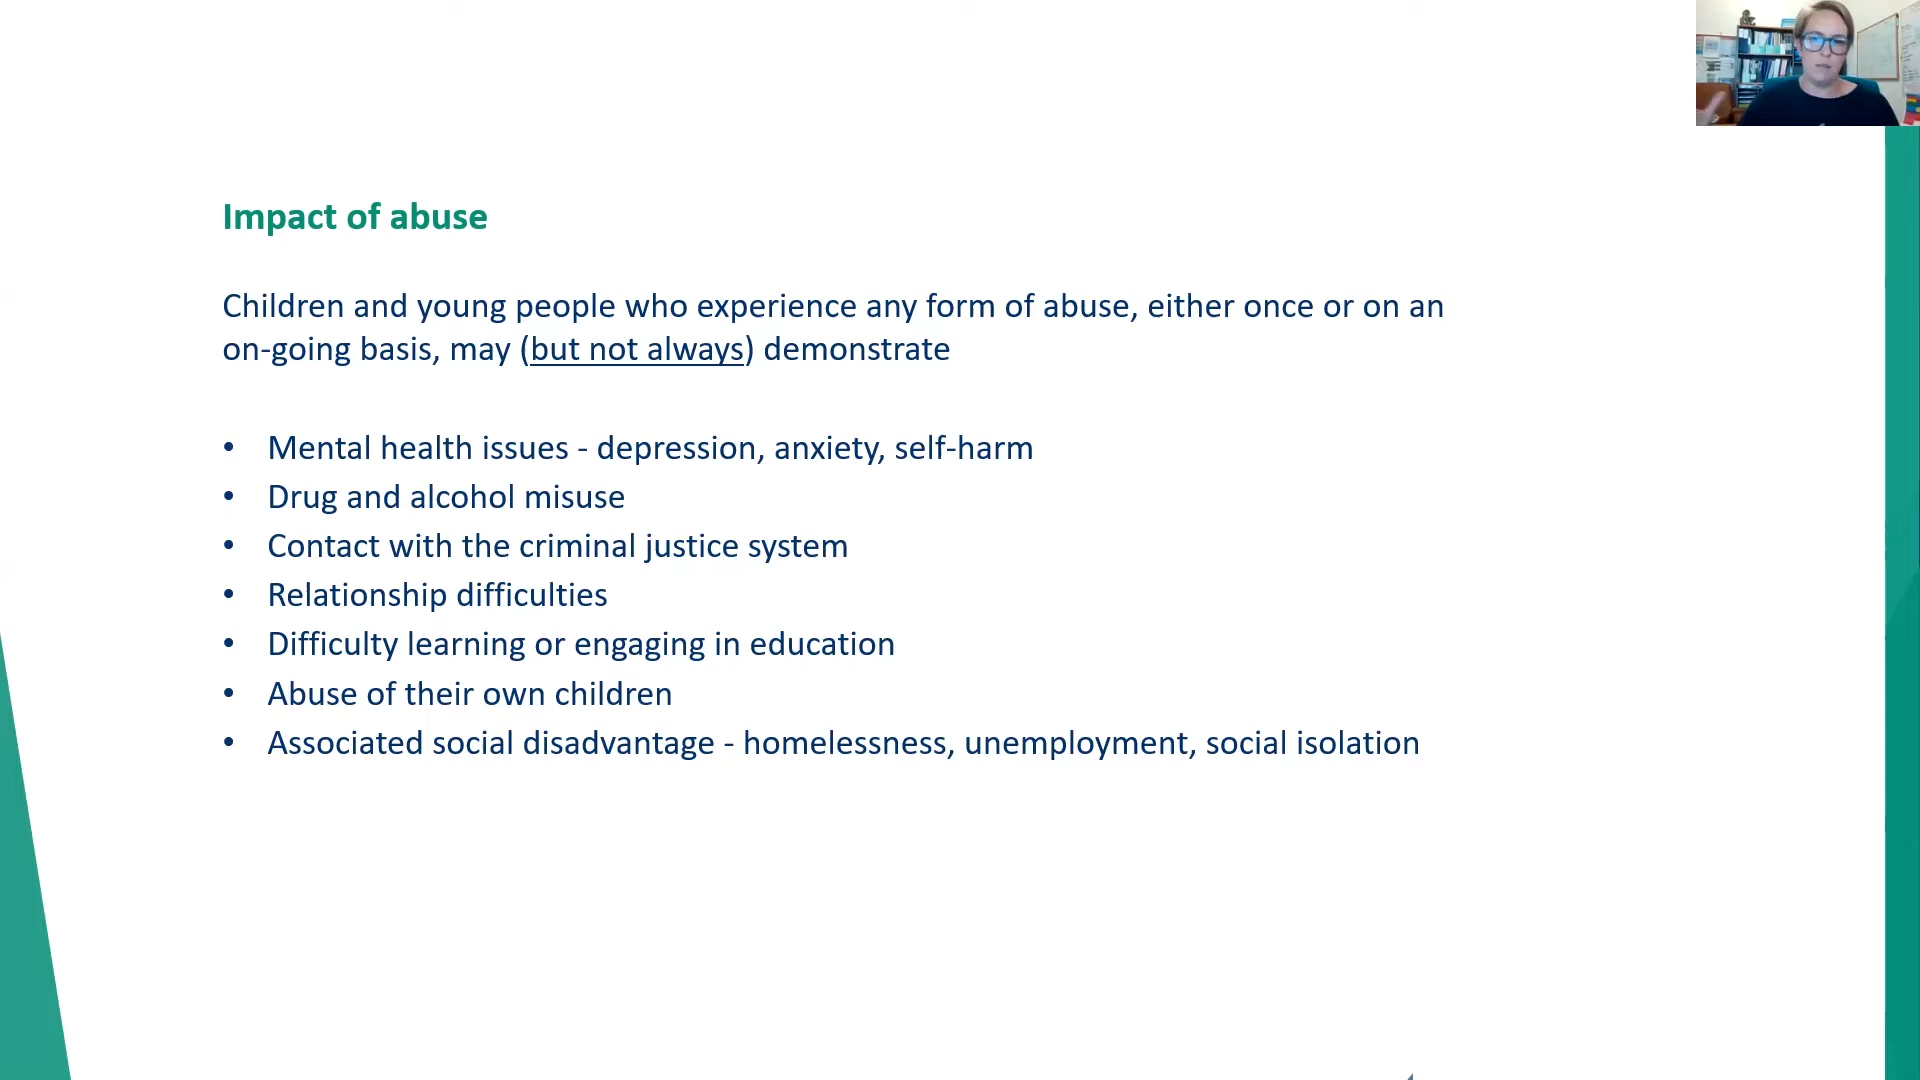 Impact of abuse
Children and young people who experience any form of abuse, either once or on an
on-going basis, may (but not always) demonstrate
• Mental health issues - depression, anxiety, self-harm
• Drug and alcohol misuse
• Contact with the criminal justice system
• Relationship difficulties
• Difficulty learning or engaging in education
• Abuse of their own children
• Associated social disadvantage - homelessness, unemployment, social isolation